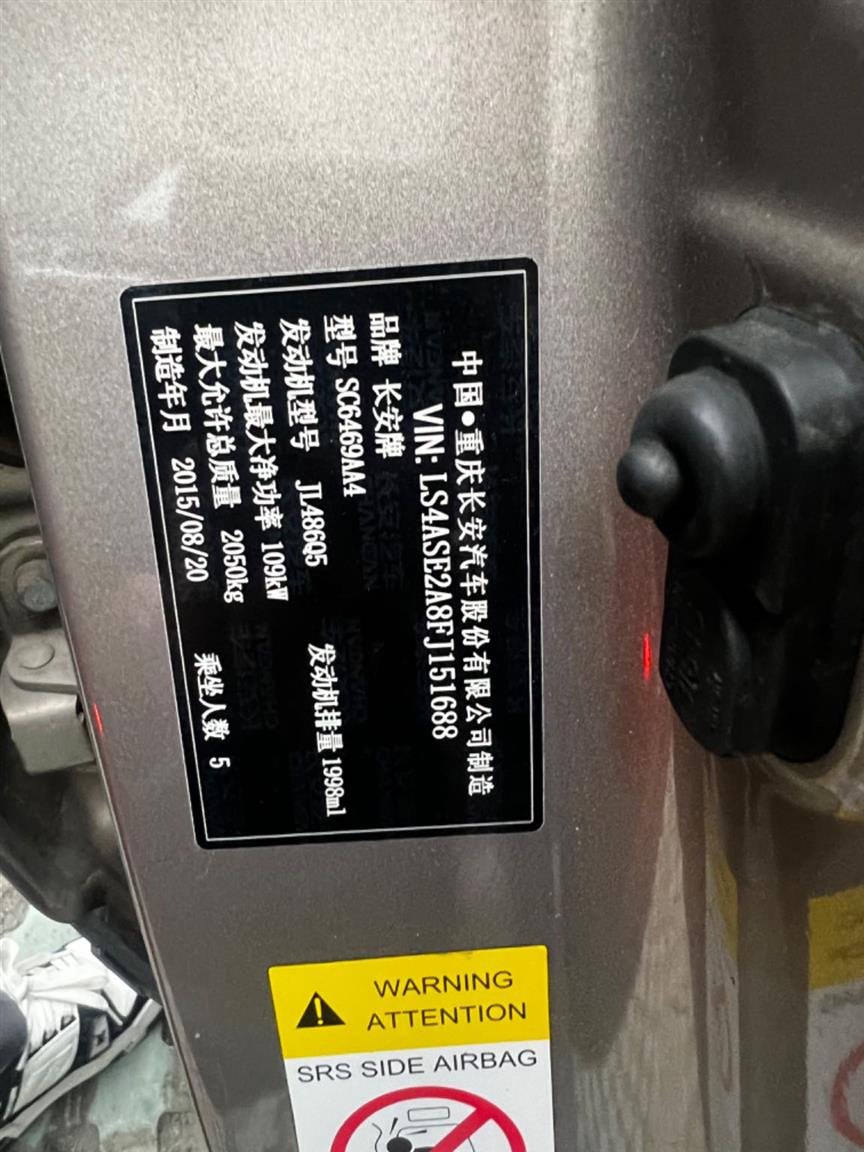 中国●重庆长安汽车股份有限公司制造
VIN: LS4ASE2A8FJ151688
品牌 长安牌
型号 SC6469AA4
发动机型号 JL486Q5 发动机排量 1998ml
发动机最大净功率 109kW
最大允许总质量 2050kg
制造年月 2015/08/20 乘坐人数 5
WARNING
ATTENTION
SRS SIDE AIRBAG